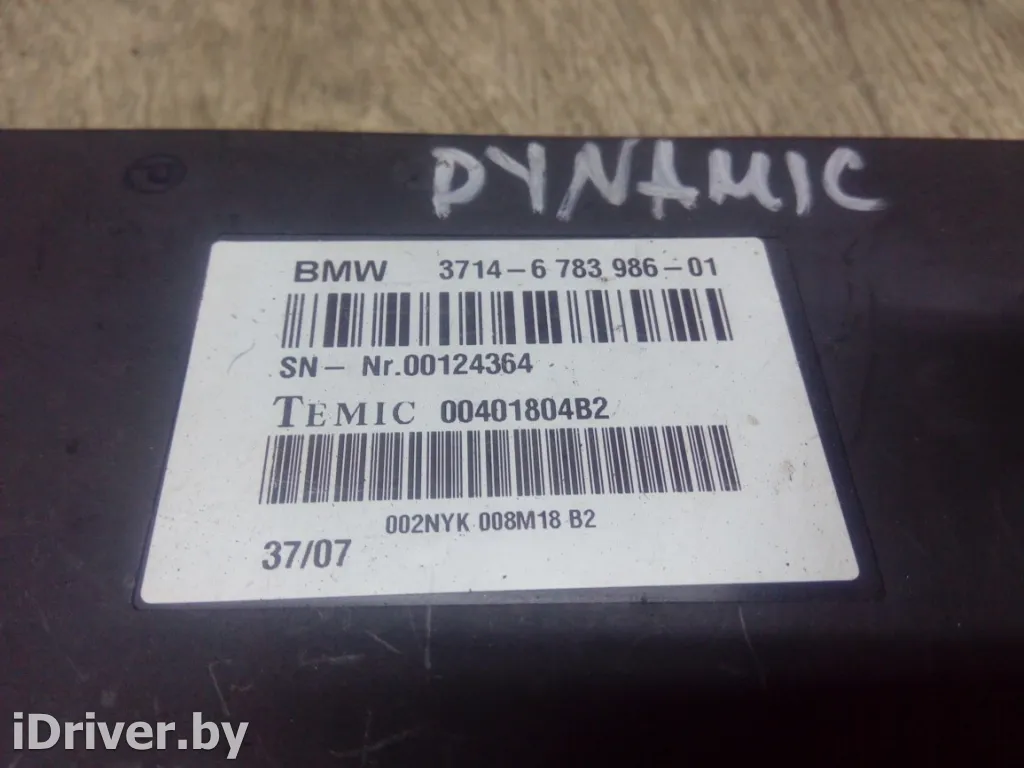 DYNAMIC
BMW 3714-6 783 986-01
SN- Nr.00124364
TEMIC 00401804B2
002NYK 008M18 B2
37/07
iDriver.by